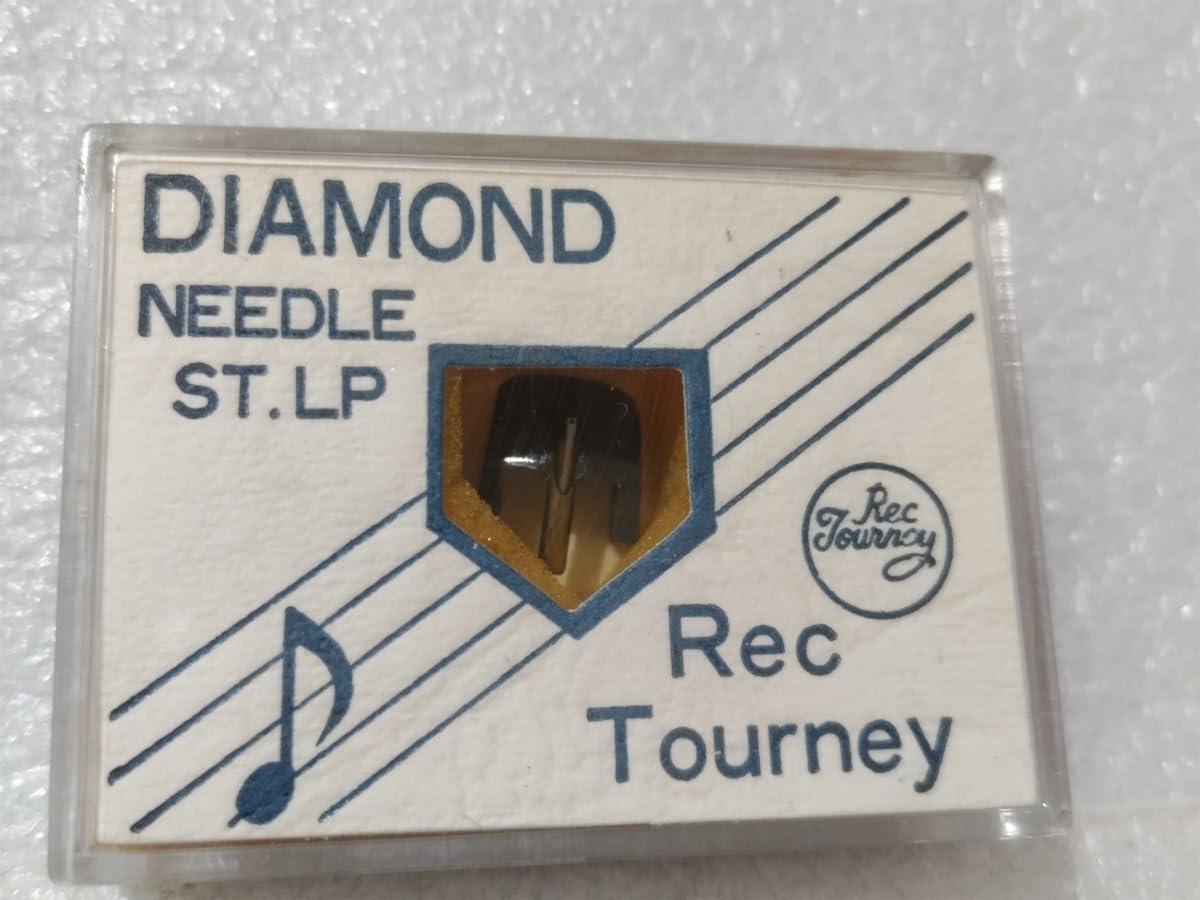 DIAMOND
NEEDLE
ST.LP
Rec
Tourney
Rec
Tourney